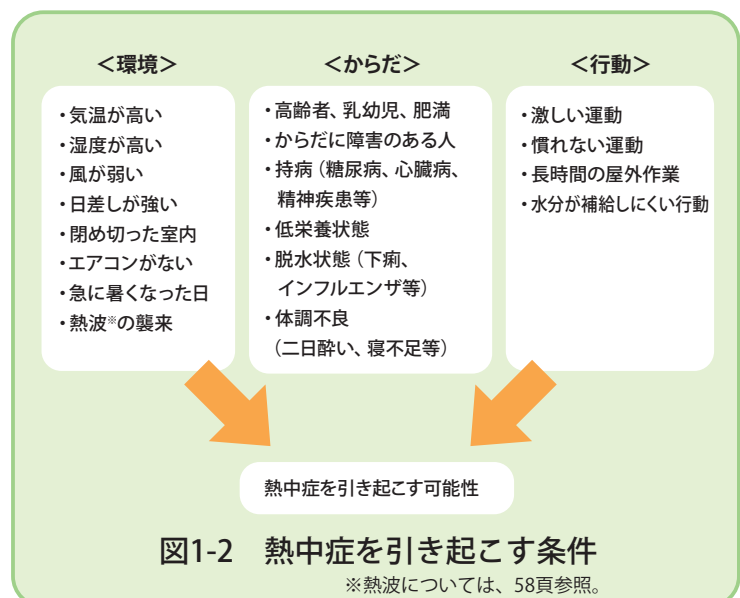 ＜環境＞
・気温が高い
・湿度が高い
・風が弱い
・日差しが強い
・閉め切った室内
・エアコンがない
・急に暑くなった日
・熱波※の襲来
＜からだ＞
・高齢者、乳幼児、肥満
・からだに障害のある人
・持病（糖尿病、心臓病、
精神疾患等）
・低栄養状態
・脱水状態（下痢、
インフルエンザ等）
・体調不良
（二日酔い、寝不足等）
＜行動＞
・激しい運動
・慣れない運動
・長時間の屋外作業
・水分が補給しにくい行動
熱中症を引き起こす可能性
図1-2　熱中症を引き起こす条件
※熱波については、58頁参照。